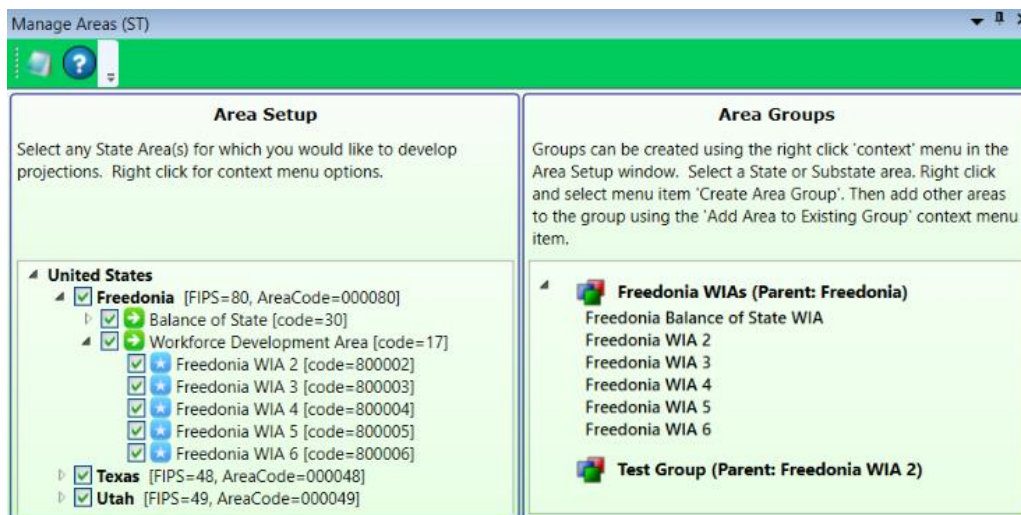 Manage Areas (ST)
?
Area Setup
Select any State Area(s) for which you would like to develop
projections. Right click for context menu options.
United States
Freedonia [FIPS=80, AreaCode=000080]
Balance of State [code=30]
Workforce Development Area [code=17]
Freedonia WIA 2 [code=800002]
Freedonia WIA 3 [code=800003]
Freedonia WIA 4 [code=800004]
Freedonia WIA 5 [code=800005]
Freedonia WIA 6 [code=800006]
Texas [FIPS=48, AreaCode=000048]
Utah [FIPS=49, AreaCode=000049]
Area Groups
Groups can be created using the right click 'context' menu in the
Area Setup window. Select a State or Substate area. Right click
and select menu item 'Create Area Group'. Then add other areas
to the group using the 'Add Area to Existing Group' context menu
item.
Freedonia WIAs (Parent: Freedonia)
Freedonia Balance of State WIA
Freedonia WIA 2
Freedonia WIA 3
Freedonia WIA 4
Freedonia WIA 5
Freedonia WIA 6
Test Group (Parent: Freedonia WIA 2)